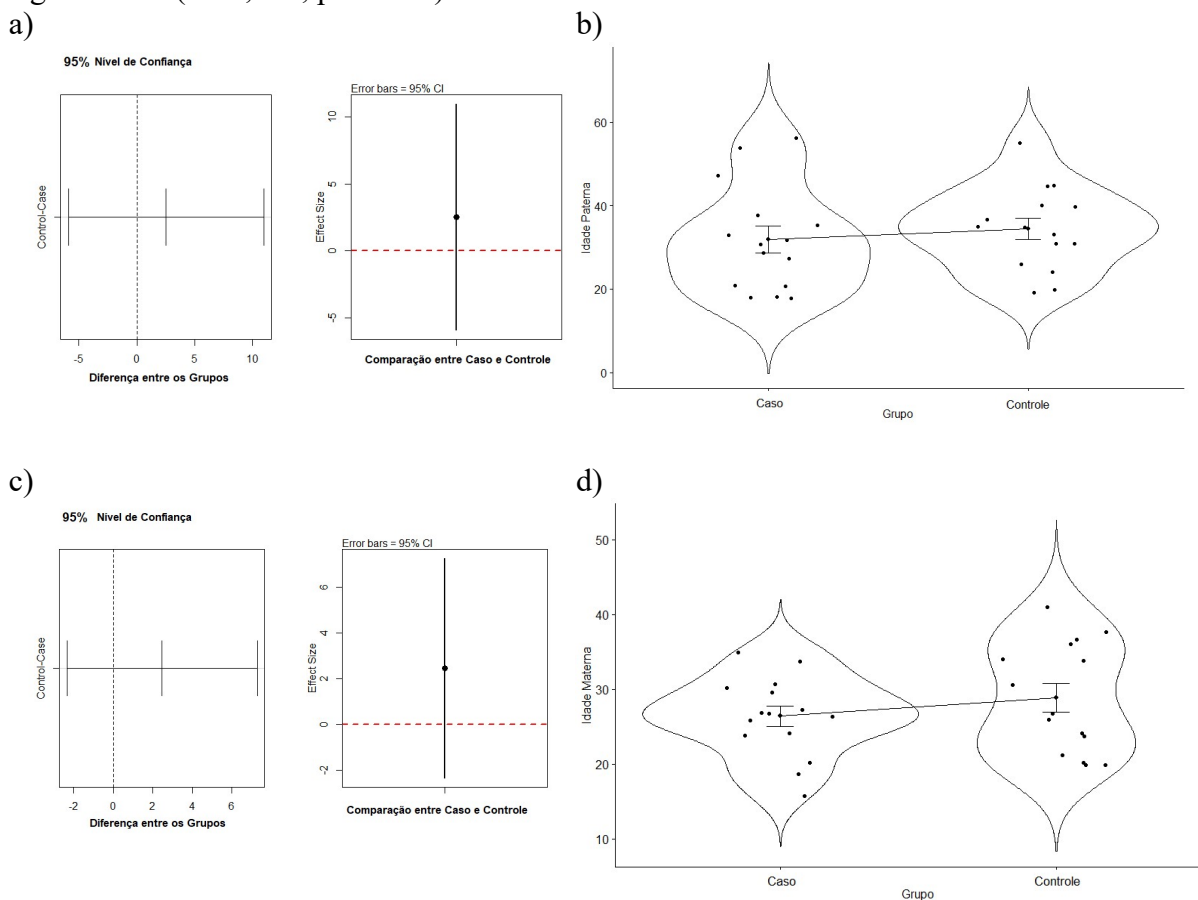 a)
95% Nível de Confiança
Control-Case
-5 0 5 10
Diferença entre os Grupos
Error bars = 95% CI
Effect Size
10
5
0
-5
Comparação entre Caso e Controle
b)
Idade Paterna
60
40
20
0
Caso Controle
Grupo
c)
95% Nível de Confiança
Control-Case
-2 0 2 4 6
Diferença entre os Grupos
Error bars = 95% CI
Effect Size
6
4
2
0
-2
Comparação entre Caso e Controle
d)
Idade Materna
50
40
30
20
10
Caso Controle
Grupo